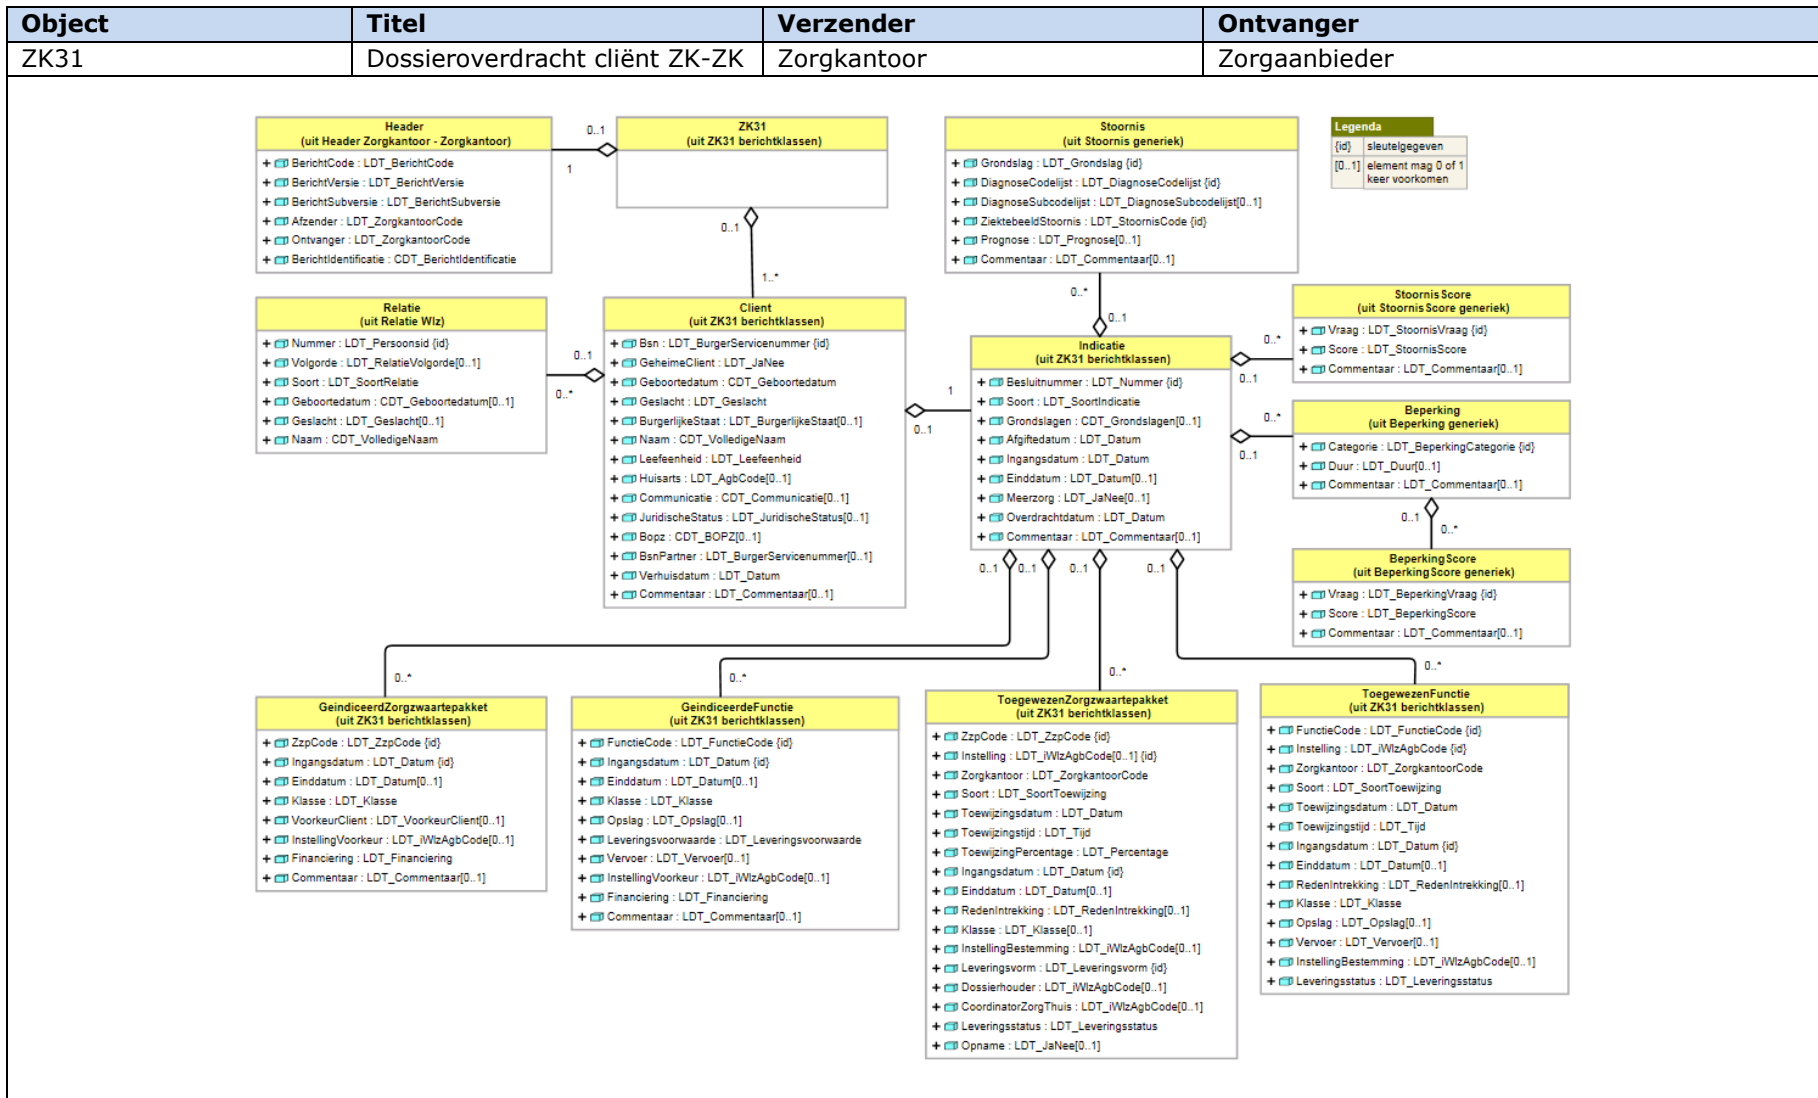 Object Titel Verzender Ontvanger
ZK31 Dossieroverdracht cliënt ZK-ZK Zorgkantoor Zorgaanbieder
Header
(uit Header Zorgkantoor - Zorgkantoor)
+ BerichtCode : LDT_BerichtCode
+ BerichtVersie : LDT_BerichtVersie
+ BerichtSubversie : LDT_BerichtSubversie
+ Afzender : LDT_ZorgkantoorCode
+ Ontvanger : LDT_ZorgkantoorCode
+ BerichtIdentificatie : CDT_BerichtIdentificatie
0..1
1
ZK31
(uit ZK31 berichtklassen)
0..1
1..*
Stoornis
(uit Stoornis generiek)
+ Grondslag : LDT_Grondslag {id}
+ DiagnoseCodelijst : LDT_DiagnoseCodelijst {id}
+ DiagnoseSubcodelijst : LDT_DiagnoseSubcodelijst[0..1]
+ ZiektebeeldStoornis : LDT_StoornisCode {id}
+ Prognose : LDT_Prognose[0..1]
+ Commentaar : LDT_Commentaar[0..1]
0..*
0..1
Legenda
{id} sleutelgegeven
[0..1] element mag 0 of 1
keer voorkomen
Relatie
(uit Relatie Wlz)
+ Nummer : LDT_Persoonsid {id}
+ Volgorde : LDT_RelatieVolgorde[0..1]
+ Soort : LDT_SoortRelatie
+ Geboortedatum : CDT_Geboortedatum[0..1]
+ Geslacht : LDT_Geslacht[0..1]
+ Naam : CDT_VolledigeNaam
0..1
0..*
Client
(uit ZK31 berichtklassen)
+ Bsn : LDT_BurgerServicenummer {id}
+ GeheimeClient : LDT_JaNee
+ Geboortedatum : CDT_Geboortedatum
+ Geslacht : LDT_Geslacht
+ BurgerlijkeStaat : LDT_BurgerlijkeStaat[0..1]
+ Naam : CDT_VolledigeNaam
+ Leefeenheid : LDT_Leefeenheid
+ Huisarts : LDT_AgbCode[0..1]
+ Communicatie : CDT_Communicatie[0..1]
+ JuridischeStatus : LDT_JuridischeStatus[0..1]
+ Bopz : CDT_BOPZ[0..1]
+ BsnPartner : LDT_BurgerServicenummer[0..1]
+ Verhuisdatum : LDT_Datum
+ Commentaar : LDT_Commentaar[0..1]
1
0..1
Indicatie
(uit ZK31 berichtklassen)
+ Besluitnummer : LDT_Nummer {id}
+ Soort : LDT_SoortIndicatie
+ Grondslagen : CDT_Grondslagen[0..1]
+ Afgiftedatum : LDT_Datum
+ Ingangsdatum : LDT_Datum
+ Einddatum : LDT_Datum[0..1]
+ Meerzorg : LDT_JaNee[0..1]
+ Overdrachtdatum : LDT_Datum
+ Commentaar : LDT_Commentaar[0..1]
0..*
0..1
StoornisScore
(uit StoornisScore generiek)
+ Vraag : LDT_StoornisVraag {id}
+ Score : LDT_StoornisScore
+ Commentaar : LDT_Commentaar[0..1]
0..*
0..1
Beperking
(uit Beperking generiek)
+ Categorie : LDT_BeperkingCategorie {id}
+ Duur : LDT_Duur[0..1]
+ Commentaar : LDT_Commentaar[0..1]
0..1
0..*
BeperkingScore
(uit BeperkingScore generiek)
+ Vraag : LDT_BeperkingVraag {id}
+ Score : LDT_BeperkingScore
+ Commentaar : LDT_Commentaar[0..1]
0..1 0..1 0..1 0..1
0..* 0..* 0..* 0..*
GeindiceerdZorgzwaartepakket
(uit ZK31 berichtklassen)
+ ZzpCode : LDT_ZzpCode {id}
+ Ingangsdatum : LDT_Datum {id}
+ Einddatum : LDT_Datum[0..1]
+ Klasse : LDT_Klasse
+ VoorkeurClient : LDT_VoorkeurClient[0..1]
+ InstellingVoorkeur : LDT_iWlzAgbCode[0..1]
+ Financiering : LDT_Financiering
+ Commentaar : LDT_Commentaar[0..1]
GeindiceerdeFunctie
(uit ZK31 berichtklassen)
+ FunctieCode : LDT_FunctieCode {id}
+ Ingangsdatum : LDT_Datum {id}
+ Einddatum : LDT_Datum[0..1]
+ Klasse : LDT_Klasse
+ Opslag : LDT_Opslag[0..1]
+ Leveringsvoorwaarde : LDT_Leveringsvoorwaarde
+ Vervoer : LDT_Vervoer[0..1]
+ InstellingVoorkeur : LDT_iWlzAgbCode[0..1]
+ Financiering : LDT_Financiering
+ Commentaar : LDT_Commentaar[0..1]
ToegewezenZorgzwaartepakket
(uit ZK31 berichtklassen)
+ ZzpCode : LDT_ZzpCode {id}
+ Instelling : LDT_iWlzAgbCode[0..1] {id}
+ Zorgkantoor : LDT_ZorgkantoorCode
+ Soort : LDT_SoortToewijzing
+ Toewijzingsdatum : LDT_Datum
+ Toewijzingstijd : LDT_Tijd
+ ToewijzingPercentage : LDT_Percentage
+ Ingangsdatum : LDT_Datum {id}
+ Einddatum : LDT_Datum[0..1]
+ RedenIntrekking : LDT_RedenIntrekking[0..1]
+ Klasse : LDT_Klasse[0..1]
+ InstellingBestemming : LDT_iWlzAgbCode[0..1]
+ Leveringsvorm : LDT_Leveringsvorm {id}
+ Dossierhouder : LDT_iWlzAgbCode[0..1]
+ CoordinatorZorgThuis : LDT_iWlzAgbCode[0..1]
+ Leveringsstatus : LDT_Leveringsstatus
+ Opname : LDT_JaNee[0..1]
ToegewezenFunctie
(uit ZK31 berichtklassen)
+ FunctieCode : LDT_FunctieCode {id}
+ Instelling : LDT_iWlzAgbCode {id}
+ Zorgkantoor : LDT_ZorgkantoorCode
+ Soort : LDT_SoortToewijzing
+ Toewijzingsdatum : LDT_Datum
+ Toewijzingstijd : LDT_Tijd
+ Ingangsdatum : LDT_Datum {id}
+ Einddatum : LDT_Datum[0..1]
+ RedenIntrekking : LDT_RedenIntrekking[0..1]
+ Klasse : LDT_Klasse
+ Opslag : LDT_Opslag[0..1]
+ Vervoer : LDT_Vervoer[0..1]
+ InstellingBestemming : LDT_iWlzAgbCode[0..1]
+ Leveringsstatus : LDT_Leveringsstatus